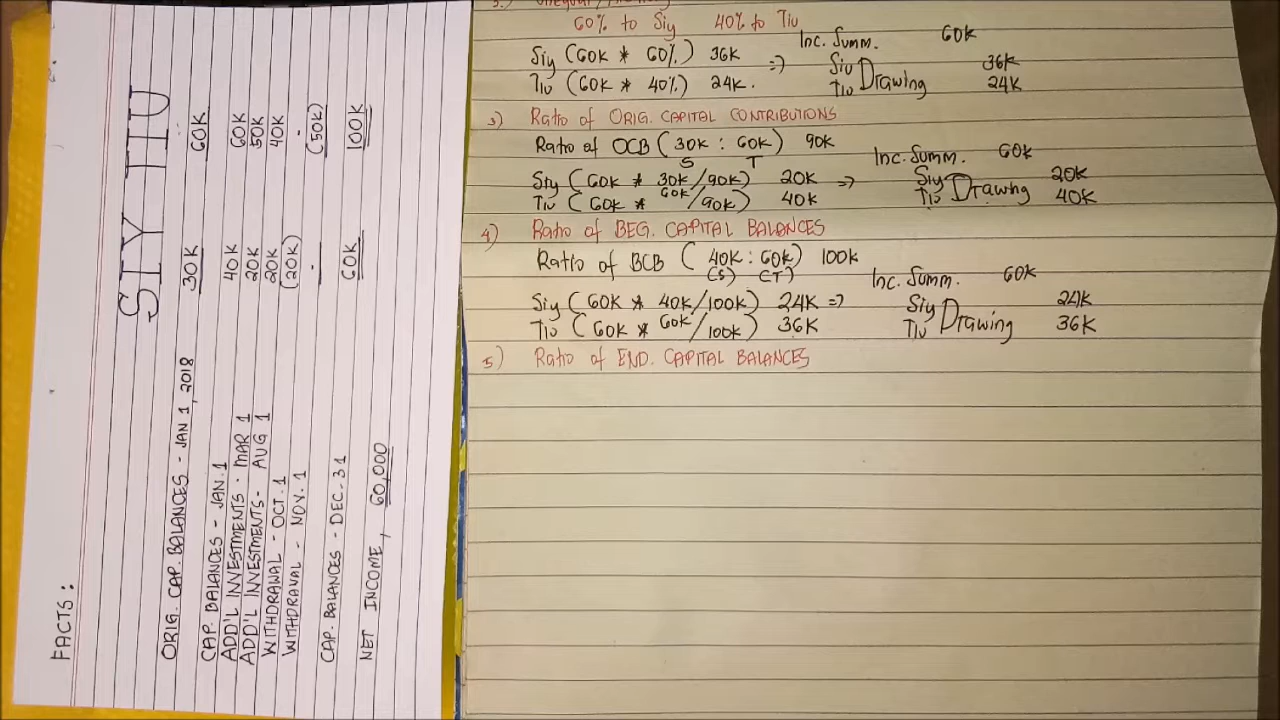 FACTS:
SIY TIU
ORIG. CAP. BALANCES - JAN 1, 2018 30K 60K
CAP. BALANCES - JAN. 1 40K 60K
ADD'L INVESTMENTS - MAR 1 20K 50K
ADD'L INVESTMENTS - AUG 1 20K 40K
WITHDRAWAL - OCT. 1 (20K) -
WITHDRAWAL - NOV. 1 - (50K)
CAP. BALANCES - DEC. 31 60K 100K
NET INCOME, 60,000
60% to Siy 40% to Tiu
Siy (60K * 60%) 36K => Inc. Summ. 60K
Tiu (60K * 40%) 24K. Siy Drawing 36K
Tiu 24K
3) Ratio of ORIG. CAPITAL CONTRIBUTIONS
Ratio of OCB (30K : 60K) 90K
S T
Inc. Summ. 60K
Siy (60K * 30K/90K) 20K => Siy Drawing 20K
Tiu (60K * 60K/90K) 40K Tiu 40K
4) Ratio of BEG. CAPITAL BALANCES
Ratio of BCB (40K : 60K) 100K
(S) (T)
Inc. Summ. 60K
Siy (60K * 40K/100K) 24K => Siy Drawing 24K
Tiu (60K * 60K/100K) 36K Tiu 36K
5) Ratio of END. CAPITAL BALANCES